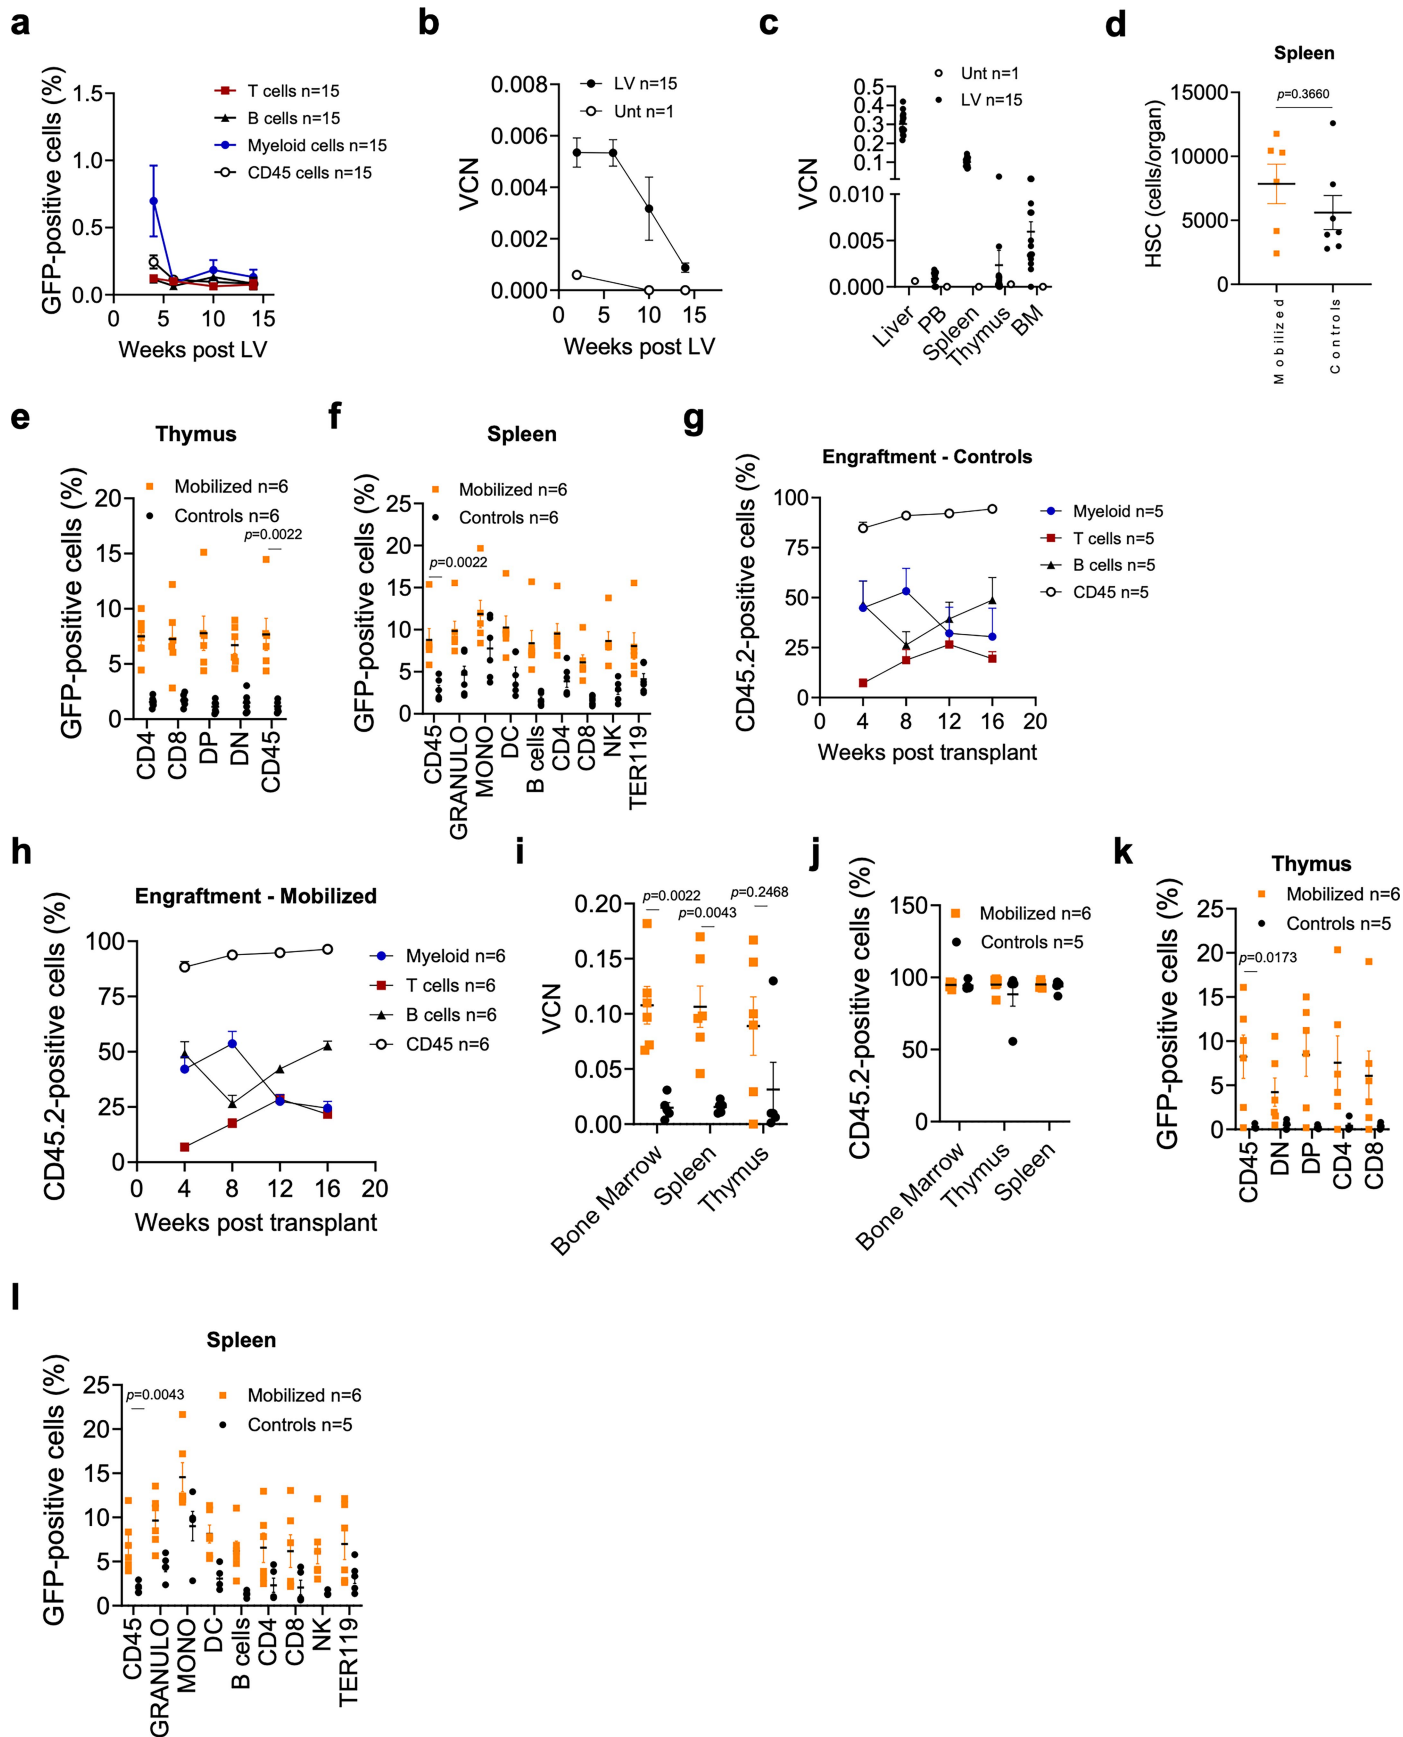 a
GFP-positive cells (%)
1.5
1.0
0.5
0.0
0 5 10 15
Weeks post LV
T cells n=15
B cells n=15
Myeloid cells n=15
CD45 cells n=15
b
VCN
0.008
0.006
0.004
0.002
0.000
0 5 10 15
Weeks post LV
LV n=15
Unt n=1
c
VCN
0.5
0.4
0.3
0.2
0.1
0.010
0.005
0.000
Unt n=1
LV n=15
Liver
PB
Spleen
Thymus
BM
d
Spleen
HSC (cells/organ)
15000
10000
5000
0
p=0.3660
Mobilized
Controls
e
Thymus
GFP-positive cells (%)
20
15
10
5
0
Mobilized n=6
Controls n=6
p=0.0022
CD4
CD8
DP
DN
CD45
f
Spleen
GFP-positive cells (%)
25
20
15
10
5
0
Mobilized n=6
Controls n=6
p=0.0022
CD45
GRANULO
MONO
DC
B cells
CD4
CD8
NK
TER119
g
Engraftment - Controls
CD45.2-positive cells (%)
100
75
50
25
0
0 4 8 12 16 20
Weeks post transplant
Myeloid n=5
T cells n=5
B cells n=5
CD45 n=5
h
Engraftment - Mobilized
CD45.2-positive cells (%)
100
75
50
25
0
0 4 8 12 16 20
Weeks post transplant
Myeloid n=6
T cells n=6
B cells n=6
CD45 n=6
i
VCN
0.20
0.15
0.10
0.05
0.00
p=0.0022
p=0.0043
p=0.2468
Bone Marrow
Spleen
Thymus
j
CD45.2-positive cells (%)
150
100
50
0
Mobilized n=6
Controls n=5
Bone Marrow
Thymus
Spleen
k
Thymus
GFP-positive cells (%)
25
20
15
10
5
0
Mobilized n=6
Controls n=5
p=0.0173
CD45
DN
DP
CD4
CD8
l
Spleen
GFP-positive cells (%)
25
20
15
10
5
0
p=0.0043
Mobilized n=6
Controls n=5
CD45
GRANULO
MONO
DC
B cells
CD4
CD8
NK
TER119